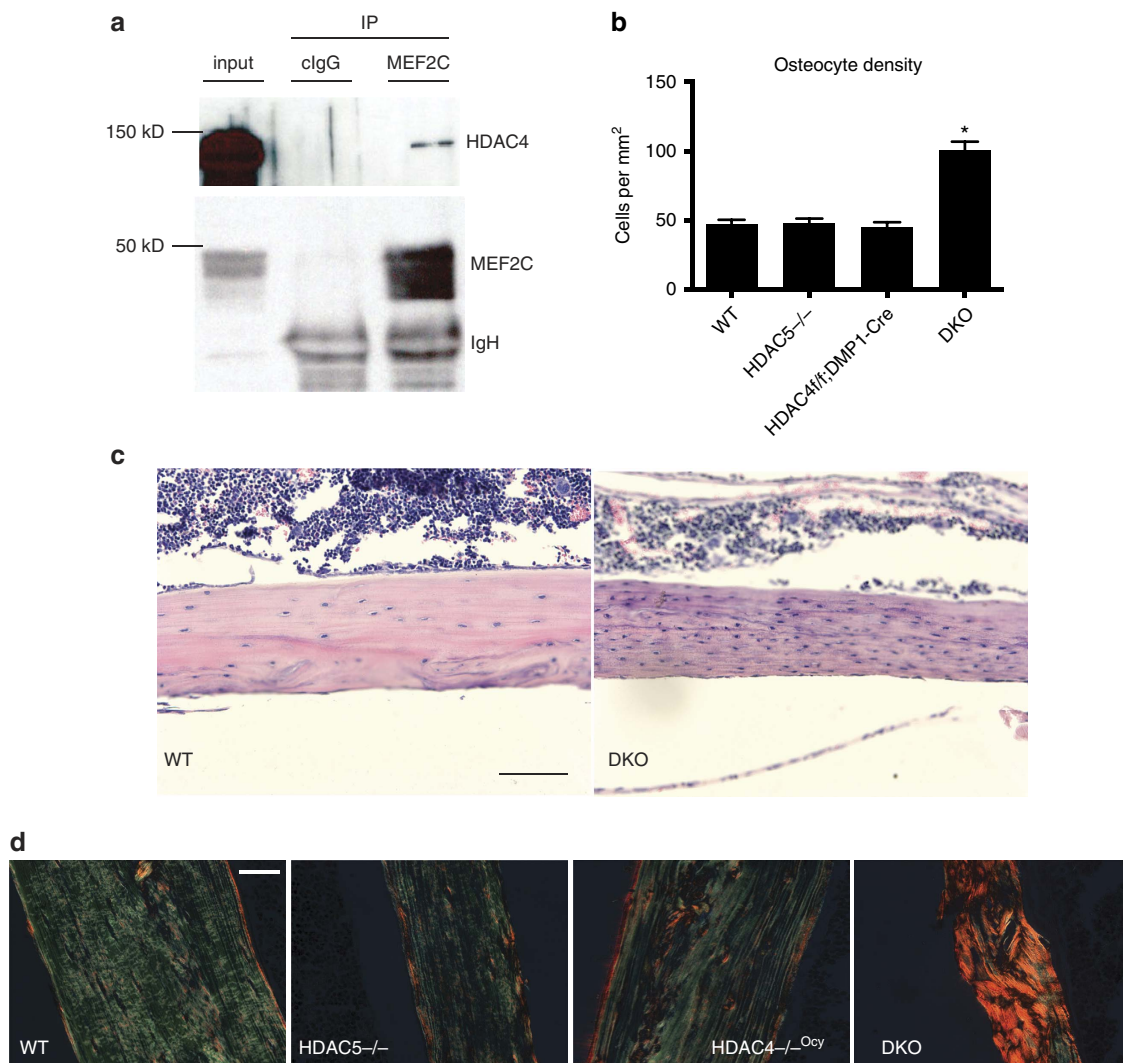 a
IP
input
cIgG
MEF2C
150 kD
HDAC4
50 kD
MEF2C
IgH
b
Osteocyte density
Cells per mm²
150
100
50
0
*
WT
HDAC5–/–
HDAC4f/f;DMP1-Cre
DKO
c
WT
DKO
d
WT
HDAC5–/–
HDAC4–/–Ocy
DKO